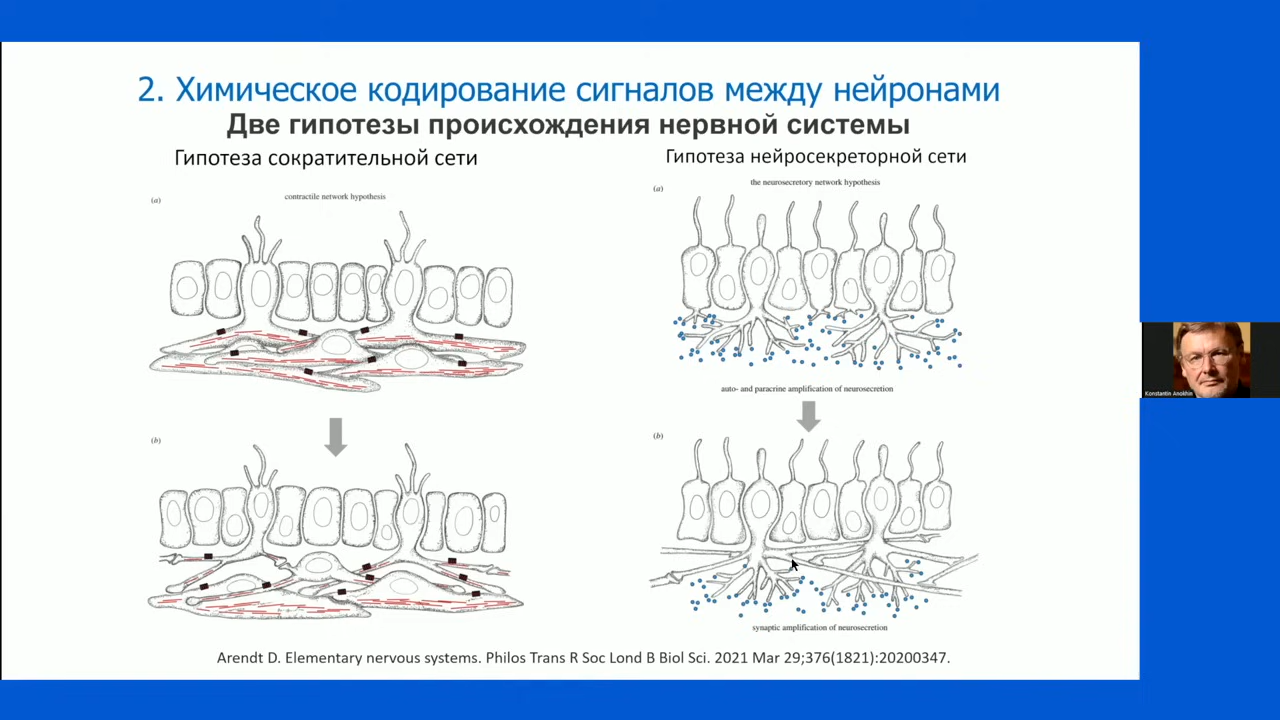 2. Химическое кодирование сигналов между нейронами
Две гипотезы происхождения нервной системы
Гипотеза сократительной сети
contractile network hypothesis
(a)
(b)
Гипотеза нейросекреторной сети
the neurosecretory network hypothesis
(a)
auto- and paracrine amplification of neurosecretion
(b)
synaptic amplification of neurosecretion
Arendt D. Elementary nervous systems. Philos Trans R Soc Lond B Biol Sci. 2021 Mar 29;376(1821):20200347.
Konstantin Anokhin